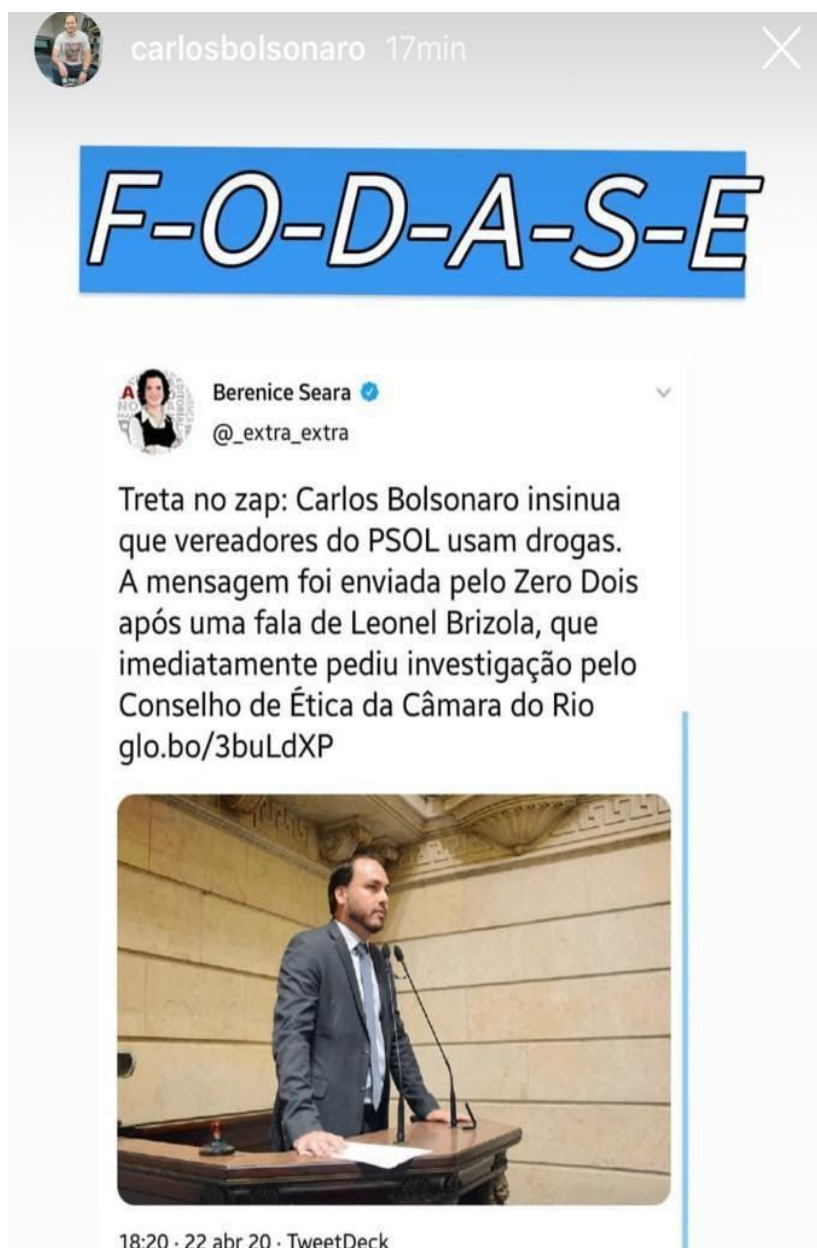 carlosbolsonaro 17min
F-O-D-A-S-E
Berenice Seara
@_extra_extra
Treta no zap: Carlos Bolsonaro insinua
que vereadores do PSOL usam drogas.
A mensagem foi enviada pelo Zero Dois
após uma fala de Leonel Brizola, que
imediatamente pediu investigação pelo
Conselho de Ética da Câmara do Rio
glo.bo/3buLdXP
18:20 · 22 abr 20 · TweetDeck